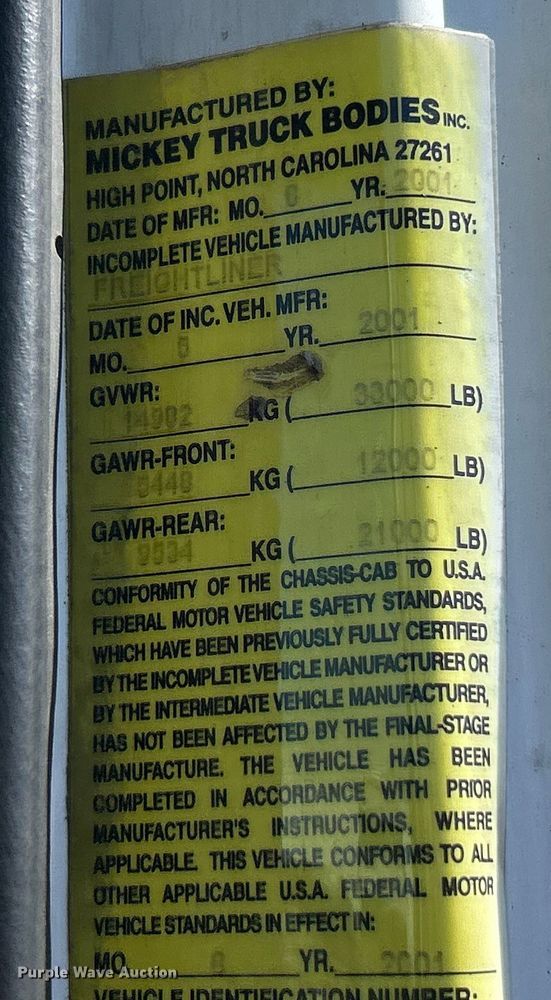 MANUFACTURED BY:
MICKEY TRUCK BODIES INC.
HIGH POINT, NORTH CAROLINA 27261
DATE OF MFR: MO. 6 YR. 2001
INCOMPLETE VEHICLE MANUFACTURED BY:
FREIGHTLINER
DATE OF INC. VEH. MFR:
MO. YR. 2001
GVWR:
KG ( 33000 LB)
GAWR-FRONT:
KG ( 12000 LB)
GAWR-REAR:
9534 KG ( 21000 LB)
CONFORMITY OF THE CHASSIS-CAB TO U.S.A.
FEDERAL MOTOR VEHICLE SAFETY STANDARDS,
WHICH HAVE BEEN PREVIOUSLY FULLY CERTIFIED
BY THE INCOMPLETE VEHICLE MANUFACTURER OR
BY THE INTERMEDIATE VEHICLE MANUFACTURER,
HAS NOT BEEN AFFECTED BY THE FINAL-STAGE
MANUFACTURE. THE VEHICLE HAS BEEN
COMPLETED IN ACCORDANCE WITH PRIOR
MANUFACTURER'S INSTRUCTIONS, WHERE
APPLICABLE. THIS VEHICLE CONFORMS TO ALL
OTHER APPLICABLE U.S.A. FEDERAL MOTOR
VEHICLE STANDARDS IN EFFECT IN:
MO. 6 YR. 2001
VEHICLE IDENTIFICATION NUMBER:
Purple Wave Auction